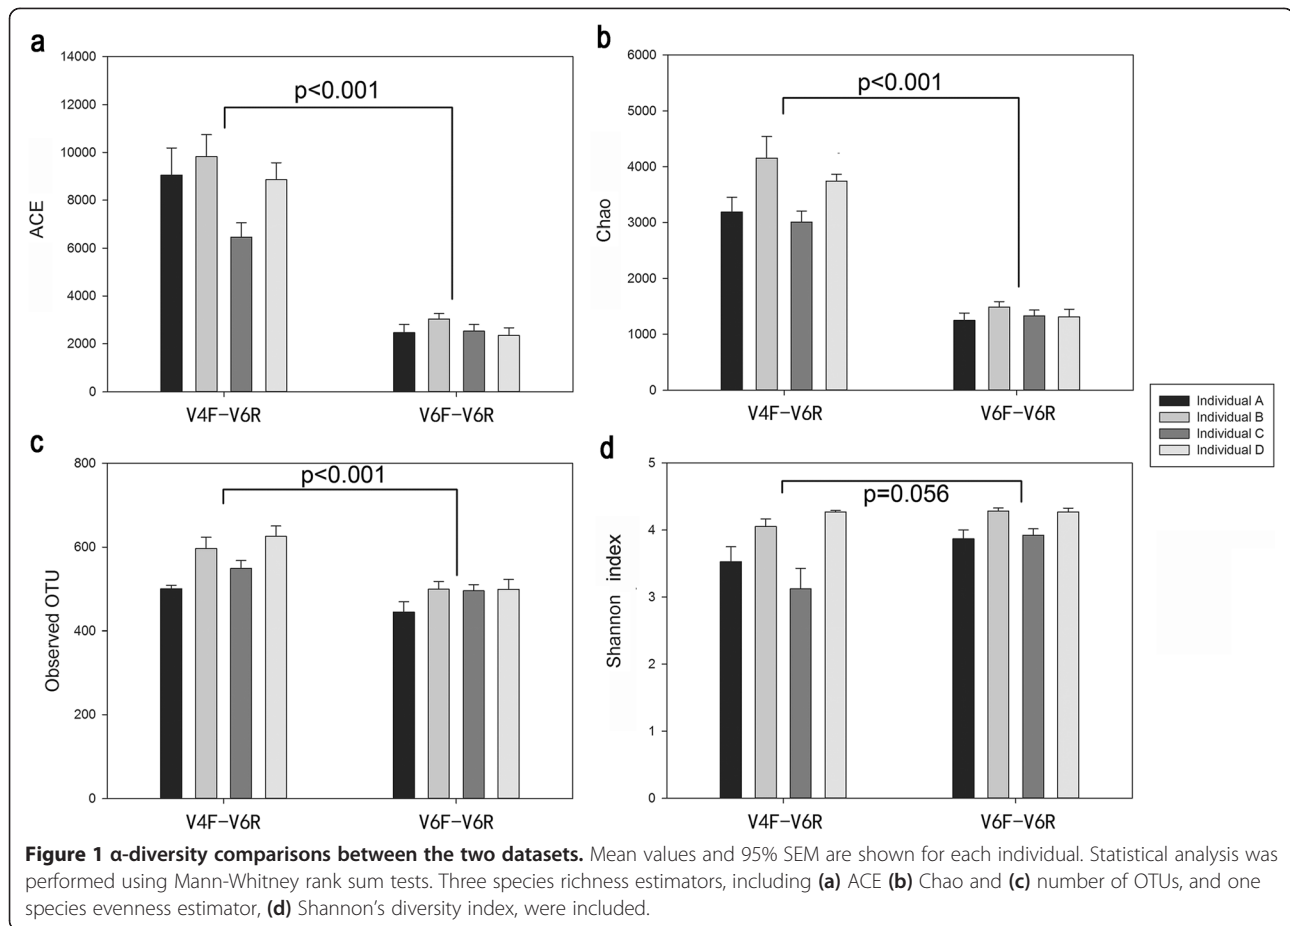 a
14000
12000
10000
8000
6000
4000
2000
0
ACE
p<0.001
V4F-V6R
V6F-V6R
b
6000
5000
4000
3000
2000
1000
0
Chao
p<0.001
V4F-V6R
V6F-V6R
Individual A
Individual B
Individual C
Individual D
c
800
600
400
200
0
Observed OTU
p<0.001
V4F-V6R
V6F-V6R
d
5
4
3
4
2
1
0
Shannon index
p=0.056
V4F-V6R
V6F-V6R
Figure 1 α-diversity comparisons between the two datasets. Mean values and 95% SEM are shown for each individual. Statistical analysis was
performed using Mann-Whitney rank sum tests. Three species richness estimators, including (a) ACE (b) Chao and (c) number of OTUs, and one
species evenness estimator, (d) Shannon's diversity index, were included.